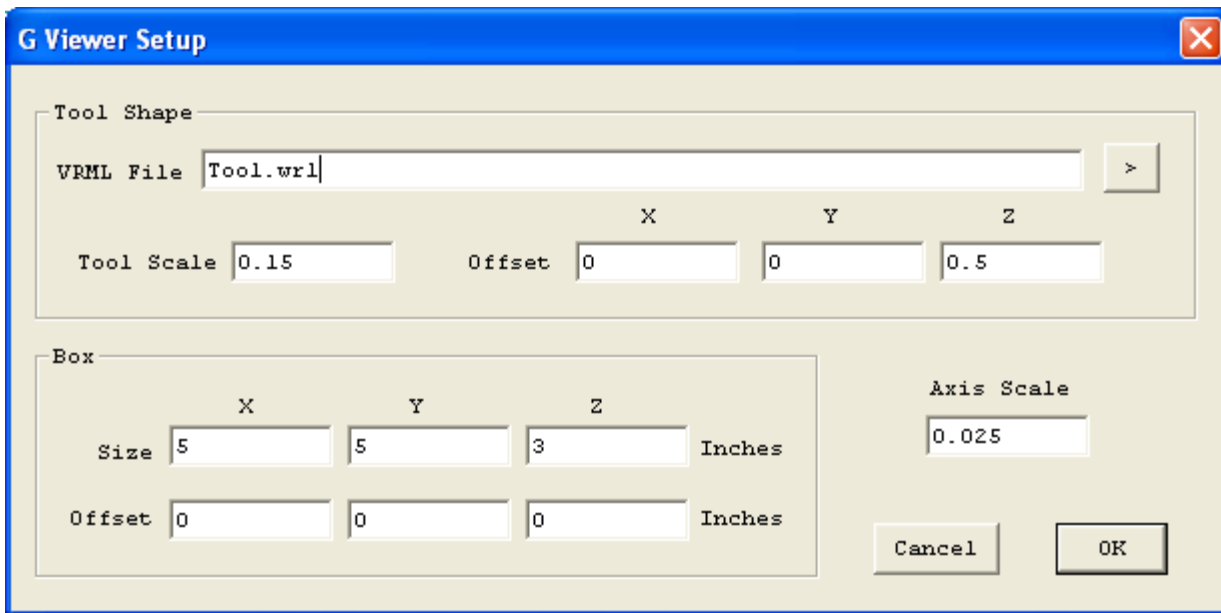 G Viewer Setup
Tool Shape
VRML File Tool.wrl >
X Y Z
Tool Scale 0.15 Offset 0 0 0.5
Box
X Y Z
Size 5 5 3 Inches
Offset 0 0 0 Inches
Axis Scale
0.025
Cancel OK